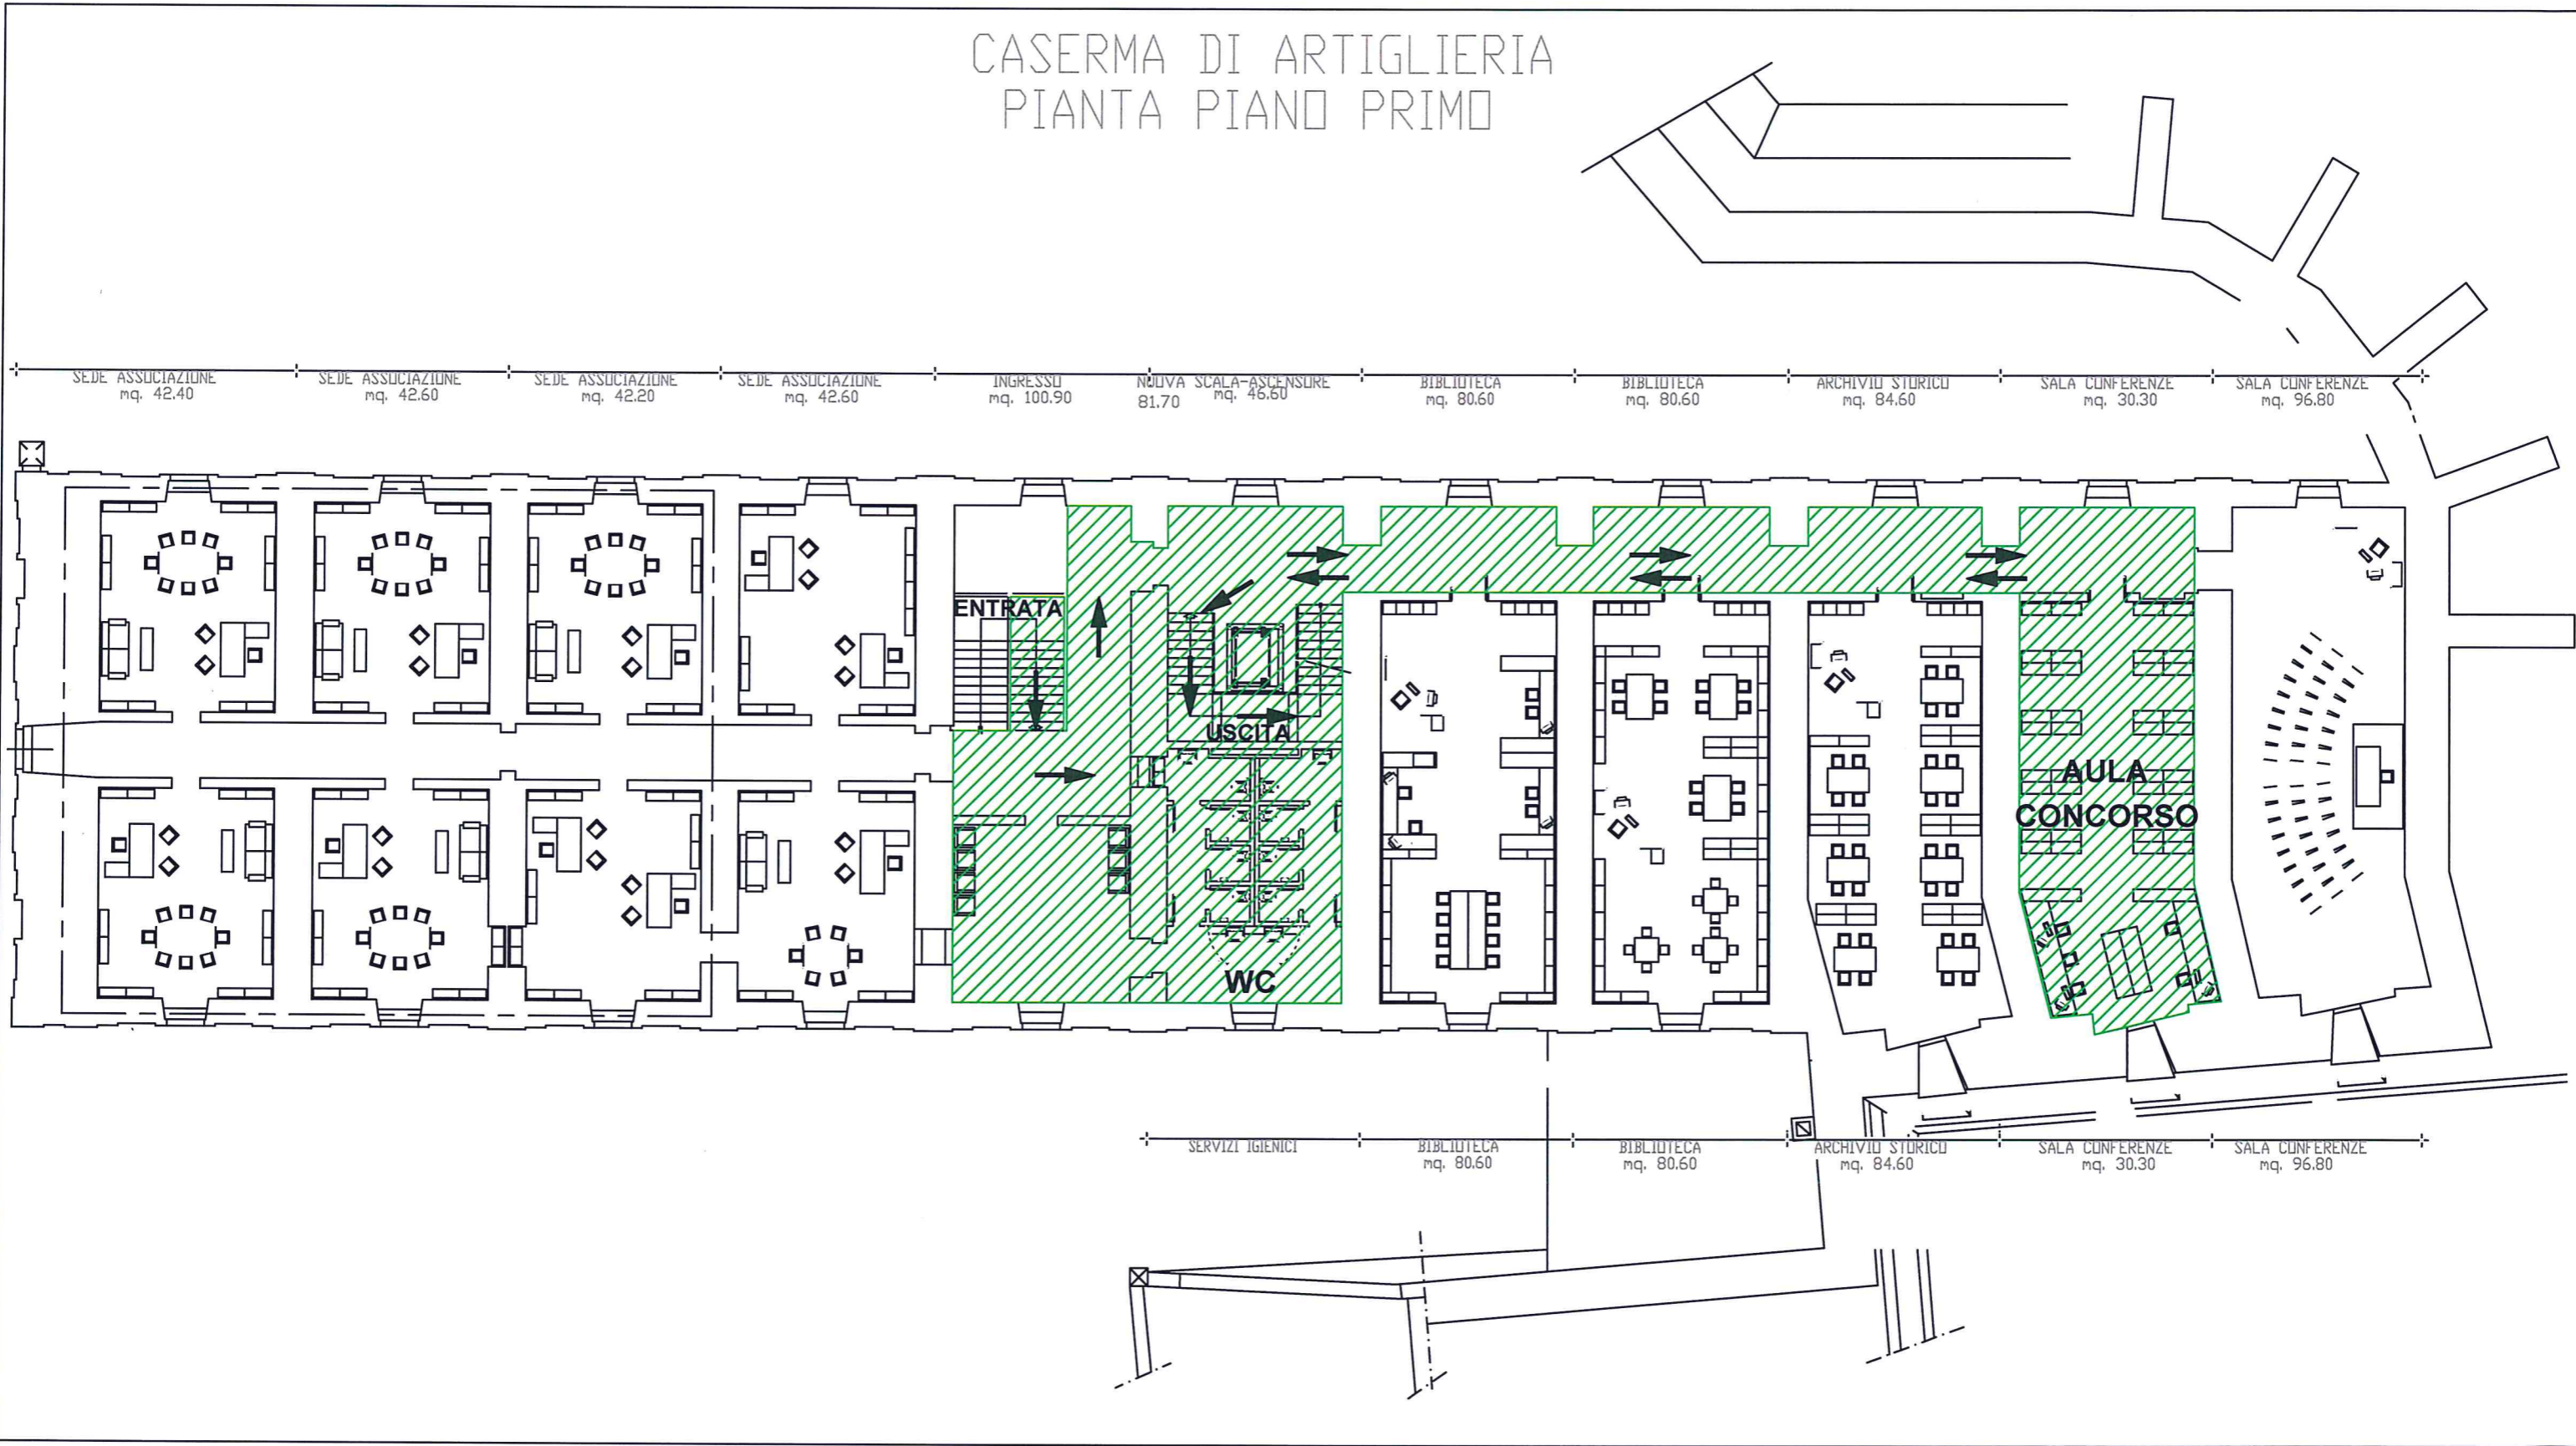 CASERMA DI ARTIGLIERIA
PIANTA PIANO PRIMO
SEDE ASSOCIAZIONE
mq. 42.40
SEDE ASSOCIAZIONE
mq. 42.60
SEDE ASSOCIAZIONE
mq. 42.20
SEDE ASSOCIAZIONE
mq. 42.60
INGRESSO
mq. 100.90
NUOVA SCALA-ASCENSORE
81.70 mq. 46.60
BIBLIOTECA
mq. 80.60
BIBLIOTECA
mq. 80.60
ARCHIVIO STORICO
mq. 84.60
SALA CONFERENZE
mq. 30.30
SALA CONFERENZE
mq. 96.80
ENTRATA
USCITA
AULA
CONCORSO
WC
SERVIZI IGIENICI
BIBLIOTECA
mq. 80.60
BIBLIOTECA
mq. 80.60
ARCHIVIO STORICO
mq. 84.60
SALA CONFERENZE
mq. 30.30
SALA CONFERENZE
mq. 96.80